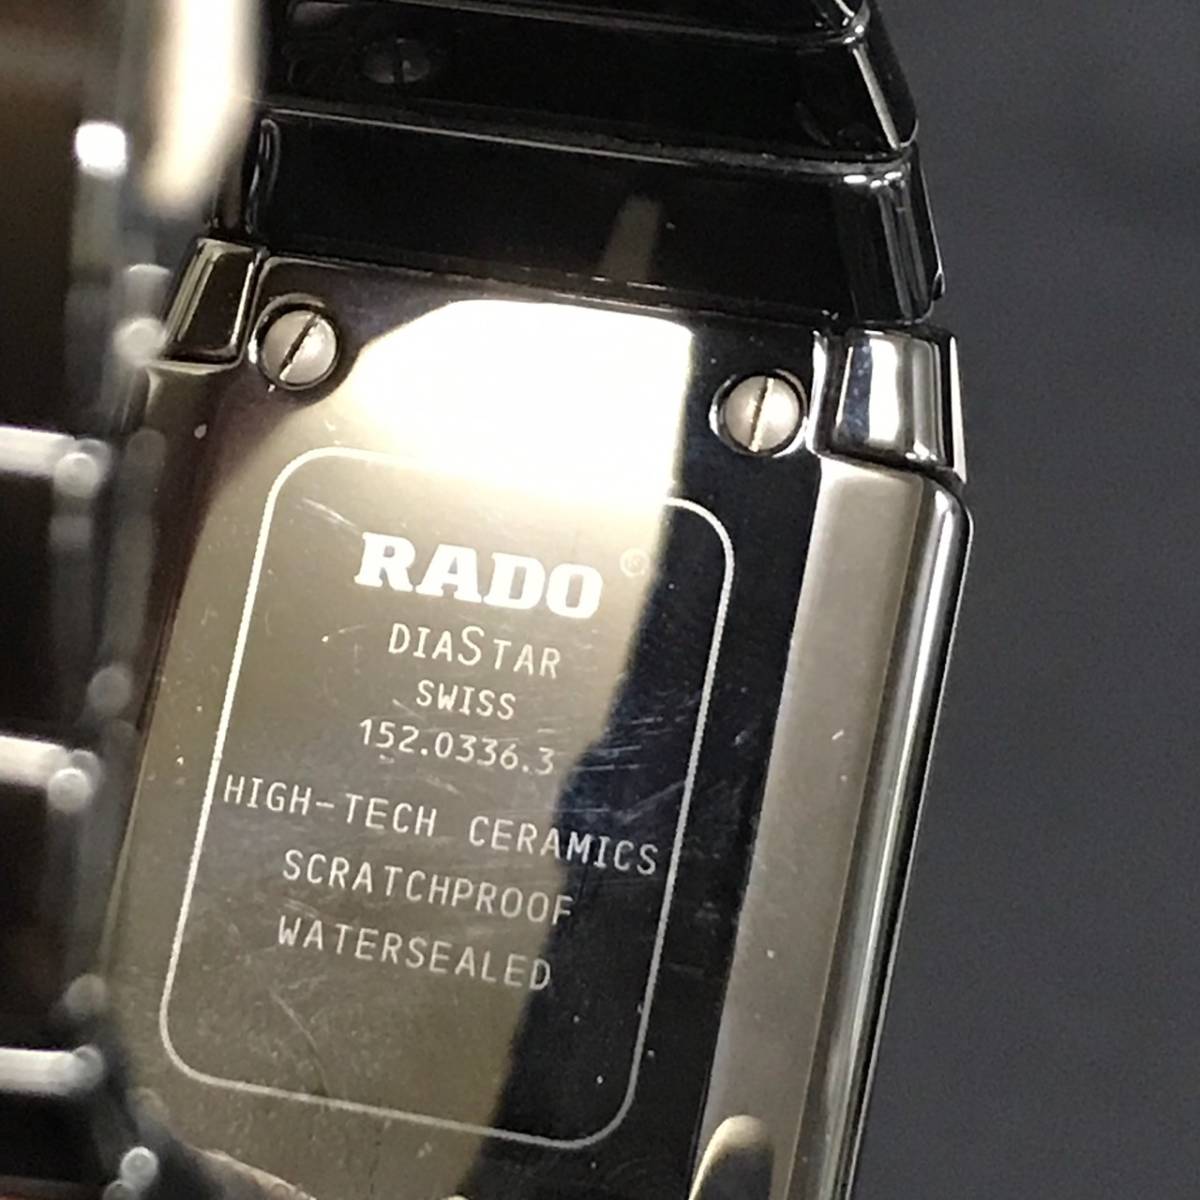 RADO ®
DIASTAR
SWISS
152.0336.3
HIGH-TECH CERAMICS
SCRATCHPROOF
WATERSEALED